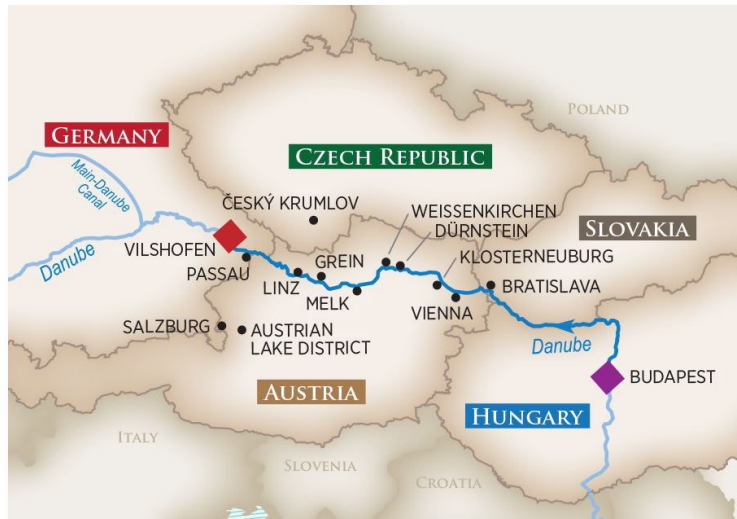 POLAND
GERMANY
CZECH REPUBLIC
Main-Danube
Canal
ČESKÝ KRUMLOV
WEISSENKIRCHEN
DÜRNSTEIN
SLOVAKIA
VILSHOFEN
PASSAU
GREIN
KLOSTERNEUBURG
Danube
LINZ
MELK
VIENNA
BRATISLAVA
SALZBURG
AUSTRIAN
LAKE DISTRICT
Danube
BUDAPEST
AUSTRIA
HUNGARY
ITALY
SLOVENIA
CROATIA